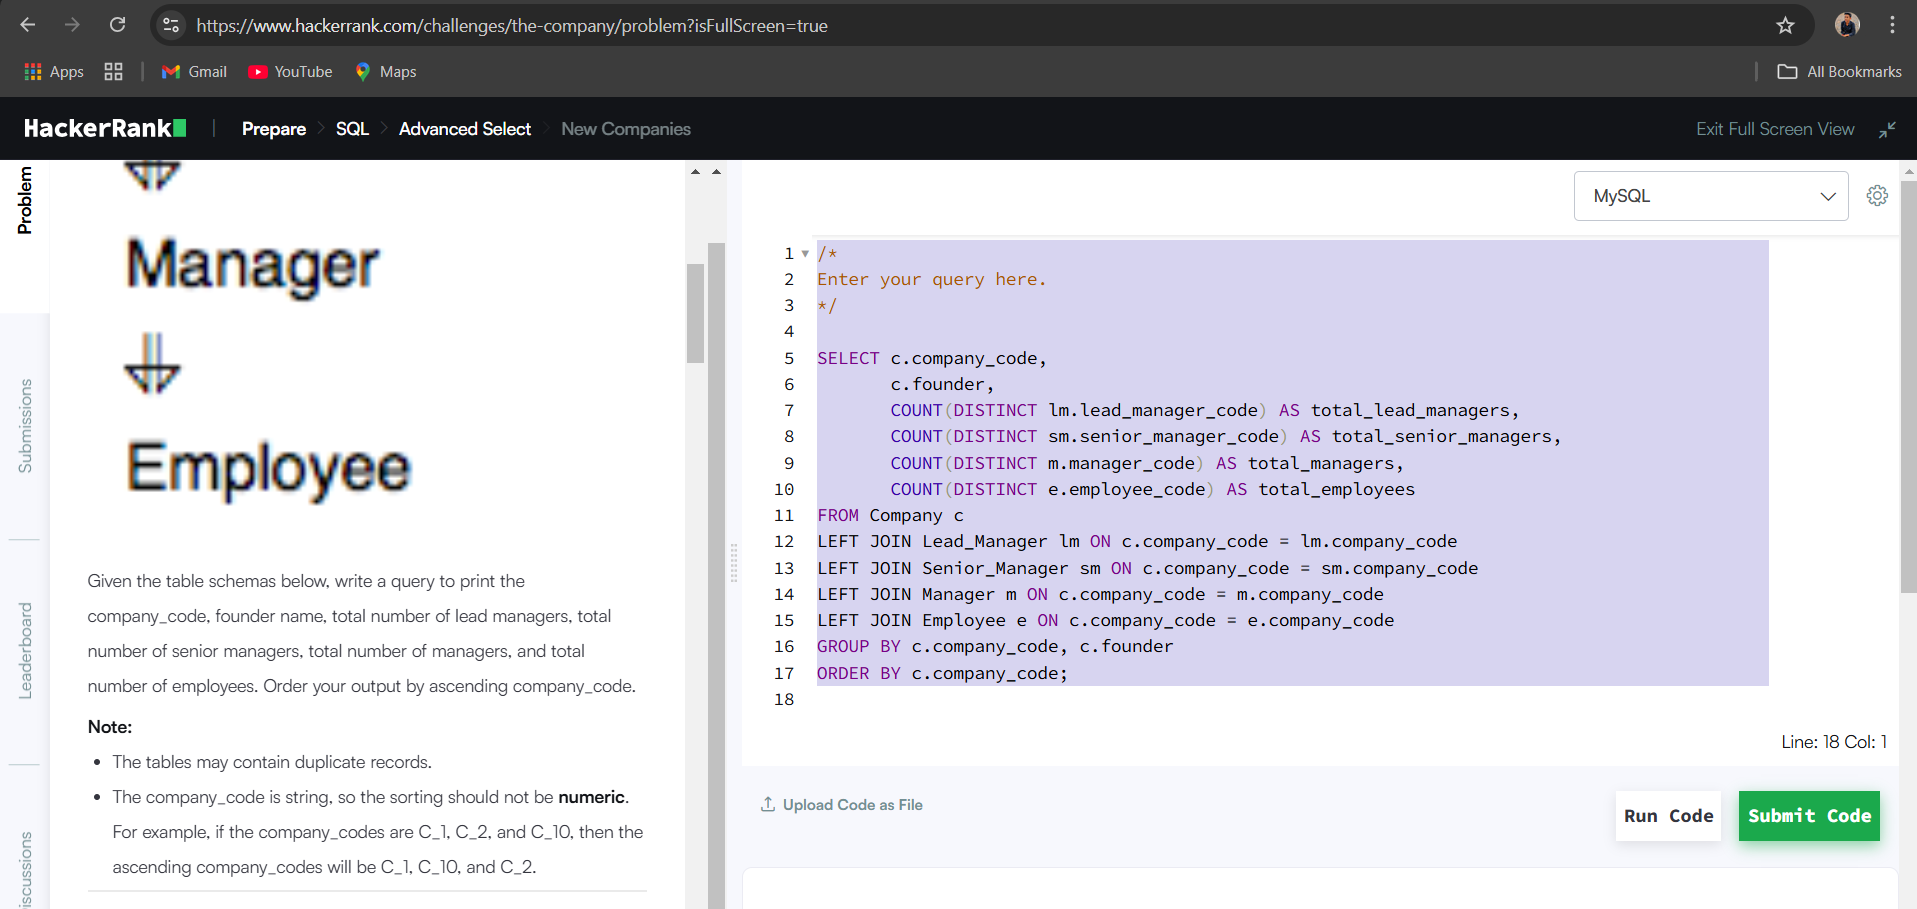 https://www.hackerrank.com/challenges/the-company/problem?isFullScreen=true
Apps
Gmail
YouTube
Maps
All Bookmarks
HackerRank
Prepare
SQL
Advanced Select
New Companies
Exit Full Screen View
Problem
Submissions
Leaderboard
iscussions
Manager
Employee
Given the table schemas below, write a query to print the
company_code, founder name, total number of lead managers, total
number of senior managers, total number of managers, and total
number of employees. Order your output by ascending company_code.
Note:
• The tables may contain duplicate records.
• The company_code is string, so the sorting should not be numeric.
For example, if the company_codes are C_1, C_2, and C_10, then the
ascending company_codes will be C_1, C_10, and C_2.
MySQL
1 /*
2 Enter your query here.
3 */
4
5 SELECT c.company_code,
6 c.founder,
7 COUNT(DISTINCT lm.lead_manager_code) AS total_lead_managers,
8 COUNT(DISTINCT sm.senior_manager_code) AS total_senior_managers,
9 COUNT(DISTINCT m.manager_code) AS total_managers,
10 COUNT(DISTINCT e.employee_code) AS total_employees
11 FROM Company c
12 LEFT JOIN Lead_Manager lm ON c.company_code = lm.company_code
13 LEFT JOIN Senior_Manager sm ON c.company_code = sm.company_code
14 LEFT JOIN Manager m ON c.company_code = m.company_code
15 LEFT JOIN Employee e ON c.company_code = e.company_code
16 GROUP BY c.company_code, c.founder
17 ORDER BY c.company_code;
18
Line: 18 Col: 1
Upload Code as File
Run Code
Submit Code